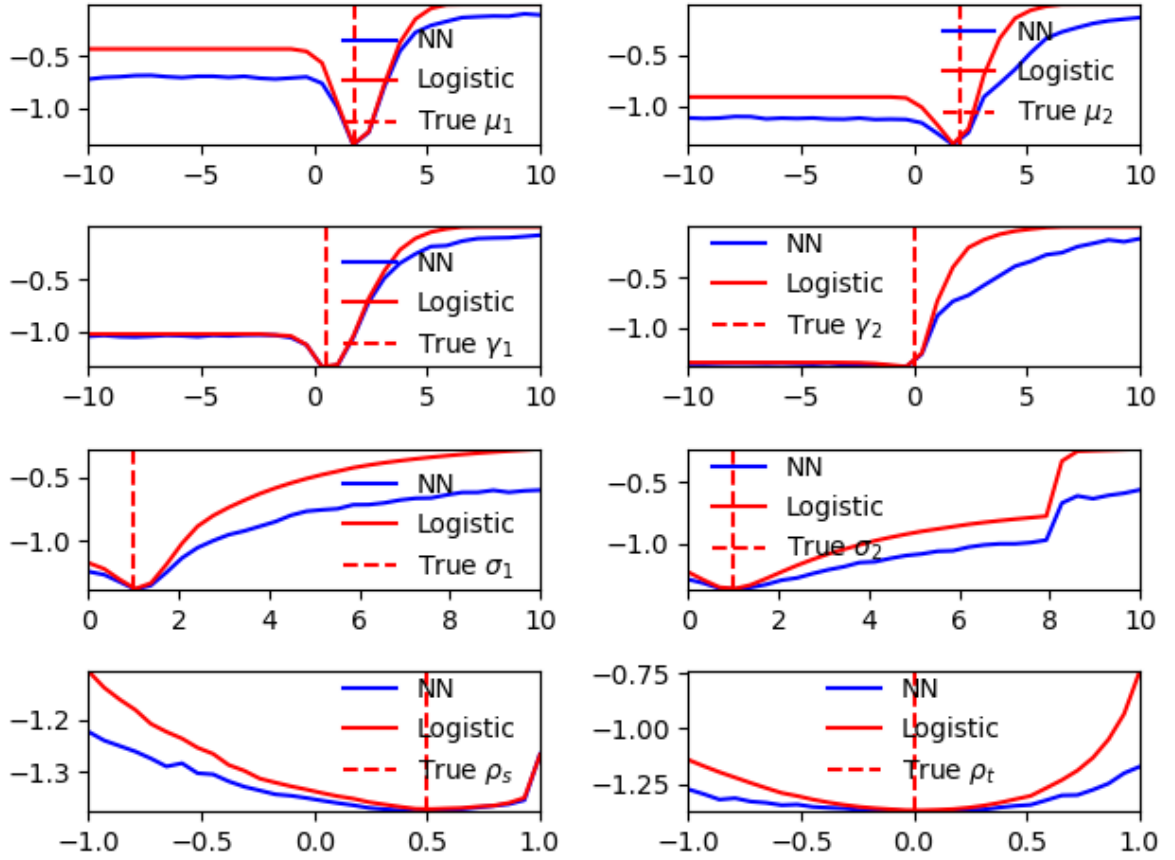 −0.5
−1.0
NN
Logistic
True μ₁
−10 −5 0 5 10
−0.5
−1.0
NN
Logistic
True μ₂
−10 −5 0 5 10
−0.5
−1.0
NN
Logistic
True γ₁
−10 −5 0 5 10
−0.5
−1.0
NN
Logistic
True γ₂
−10 −5 0 5 10
−0.5
−1.0
NN
Logistic
True σ₁
0 2 4 6 8 10
−0.5
−1.0
NN
Logistic
True σ₂
0 2 4 6 8 10
−1.2
−1.3
NN
Logistic
True ρₛ
−1.0 −0.5 0.0 0.5 1.0
−0.75
−1.00
−1.25
NN
Logistic
True ρₜ
−1.0 −0.5 0.0 0.5 1.0